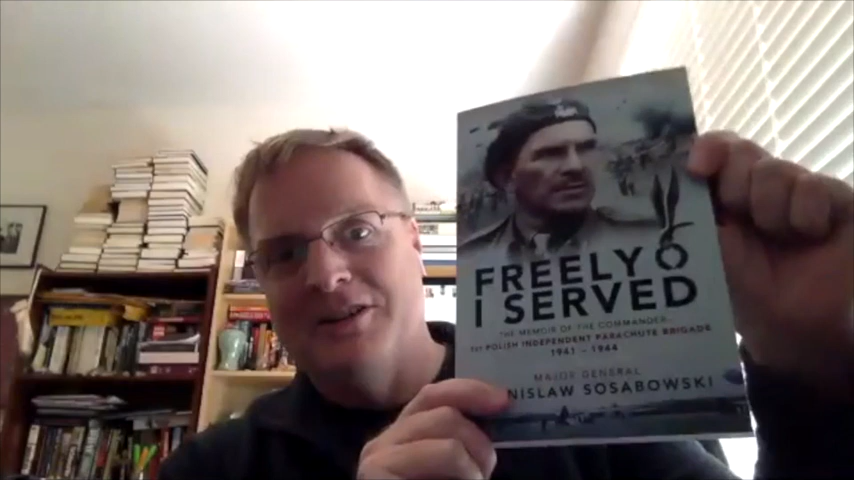 FREELY
I SERVED
THE MEMOIR OF THE COMMANDER
1ST POLISH INDEPENDENT PARACHUTE BRIGADE
1941 - 1944
MAJOR GENERAL
NISLAW SOSABOWSKI